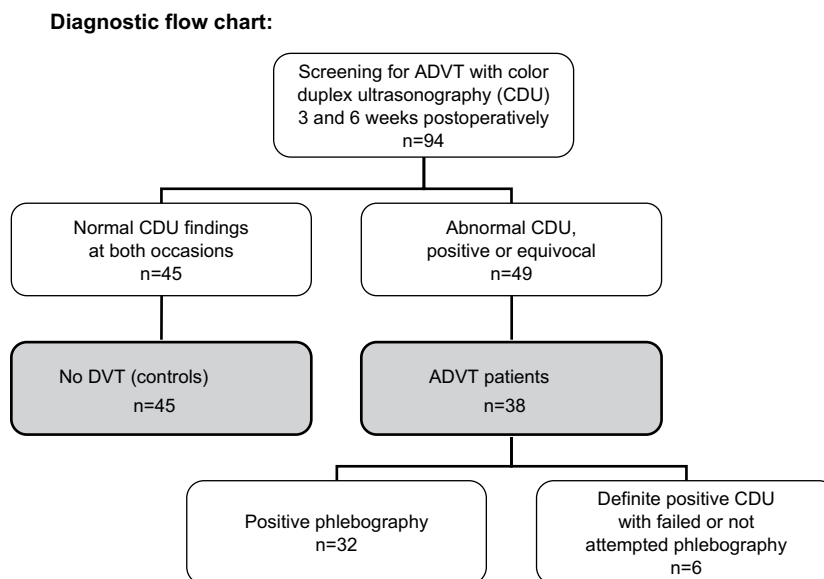 Diagnostic flow chart:
Screening for ADVT with color
duplex ultrasonography (CDU)
3 and 6 weeks postoperatively
n=94
Normal CDU findings
at both occasions
n=45
Abnormal CDU,
positive or equivocal
n=49
No DVT (controls)
n=45
ADVT patients
n=38
Positive phlebography
n=32
Definite positive CDU
with failed or not
attempted phlebography
n=6